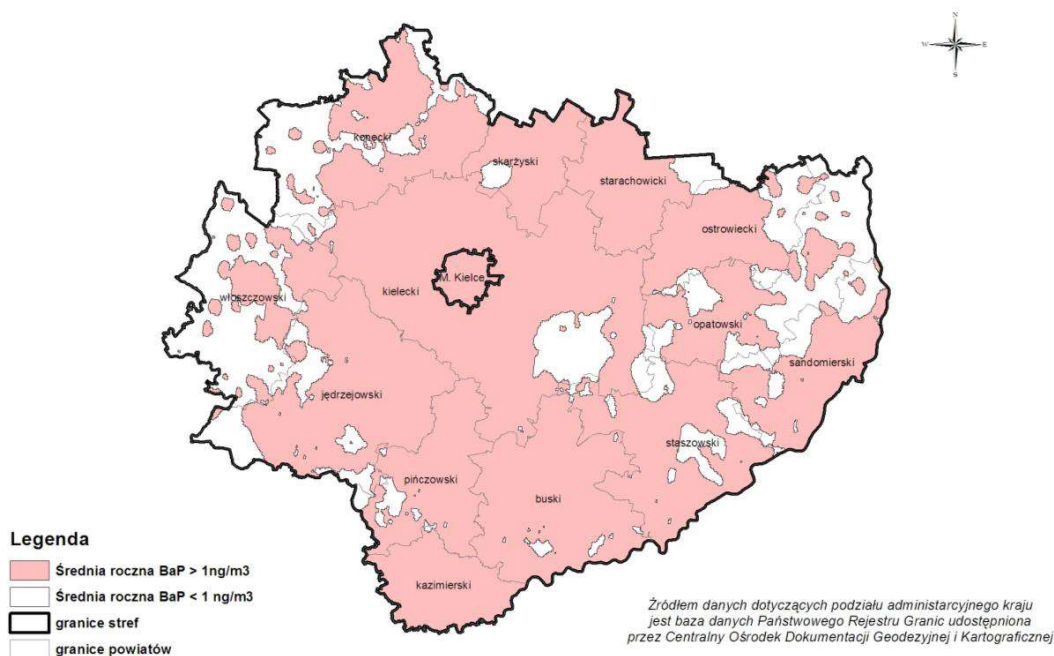 N
W E
S
konecki
skarżyski
starachowicki
ostrowiecki
M. Kielce
kielecki
włoszczowski
opatowski
sandomierski
jędrzejowski
staszowski
pińczowski
buski
kazimierski
Legenda
Średnia roczna BaP > 1ng/m3
Średnia roczna BaP < 1 ng/m3
granice stref
granice powiatów
Źródłem danych dotyczących podziału administarcyjnego kraju
jest baza danych Państwowego Rejestru Granic udostępniona
przez Centralny Ośrodek Dokumentacji Geodezyjnej i Kartograficznej